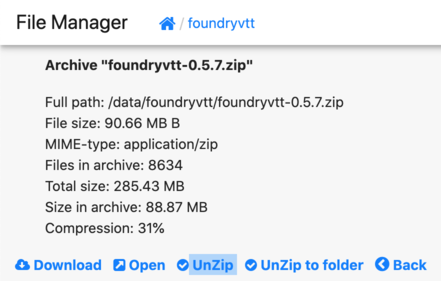 File Manager / foundryvtt
Archive "foundryvtt-0.5.7.zip"
Full path: /data/foundryvtt/foundryvtt-0.5.7.zip
File size: 90.66 MB B
MIME-type: application/zip
Files in archive: 8634
Total size: 285.43 MB
Size in archive: 88.87 MB
Compression: 31%
Download Open UnZip UnZip to folder Back